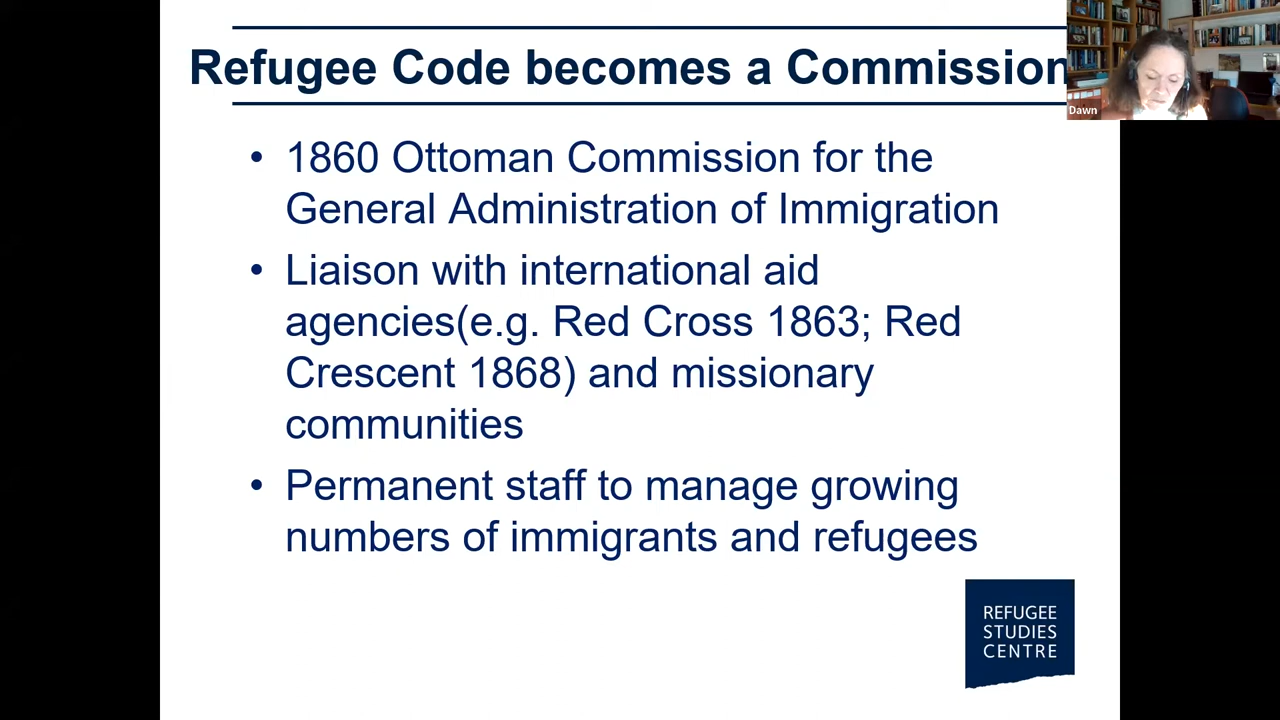 Refugee Code becomes a Commission
Dawn
• 1860 Ottoman Commission for the
General Administration of Immigration
• Liaison with international aid
agencies(e.g. Red Cross 1863; Red
Crescent 1868) and missionary
communities
• Permanent staff to manage growing
numbers of immigrants and refugees
REFUGEE
STUDIES
CENTRE